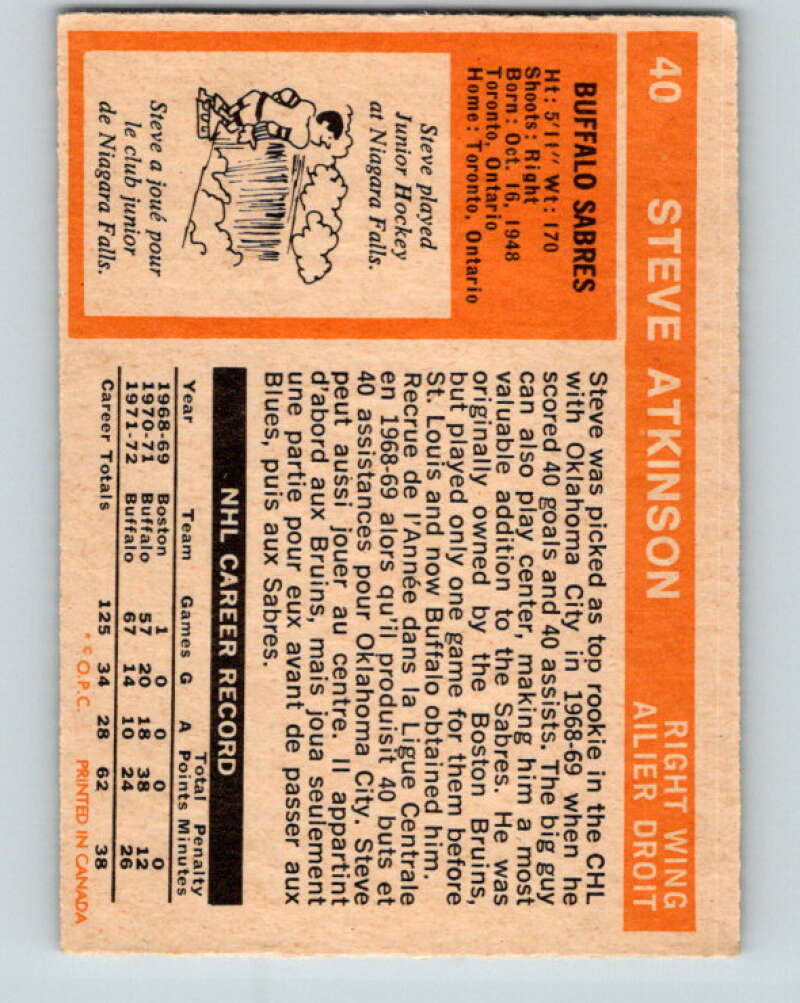 40 STEVE ATKINSON
RIGHT WING
AILIER DROIT
BUFFALO SABRES
Ht: 5'11" Wt: 170
Shoots: Right
Born: Oct. 16, 1948
Toronto, Ontario
Home: Toronto, Ontario
Steve played
Junior Hockey
at Niagara Falls.
Steve a joué pour
le club junior
de Niagara Falls.
Steve was picked as top rookie in the CHL
with Oklahoma City in 1968-69 when he
scored 40 goals and 40 assists. The big guy
can also play center, making him a most
valuable addition to the Sabres. He was
originally owned by the Boston Bruins,
but played only one game for them before
St. Louis and now Buffalo obtained him.
Recrue de l'Année dans la Ligue Centrale
en 1968-69 alors qu'il produisit 40 buts et
40 assistances pour Oklahoma City. Steve
peut aussi jouer au centre. Il appartint
d'abord aux Bruins, mais joua seulement
une partie pour eux avant de passer aux
Blues, puis aux Sabres.
NHL CAREER RECORD
Total Penalty
Year Team Games G A Points Minutes
1968-69 Boston 1 0 0 0 0
1970-71 Buffalo 57 20 18 38 12
1971-72 Buffalo 67 14 10 24 26
Career Totals 125 34 28 62 38
* © O.P.C. PRINTED IN CANADA